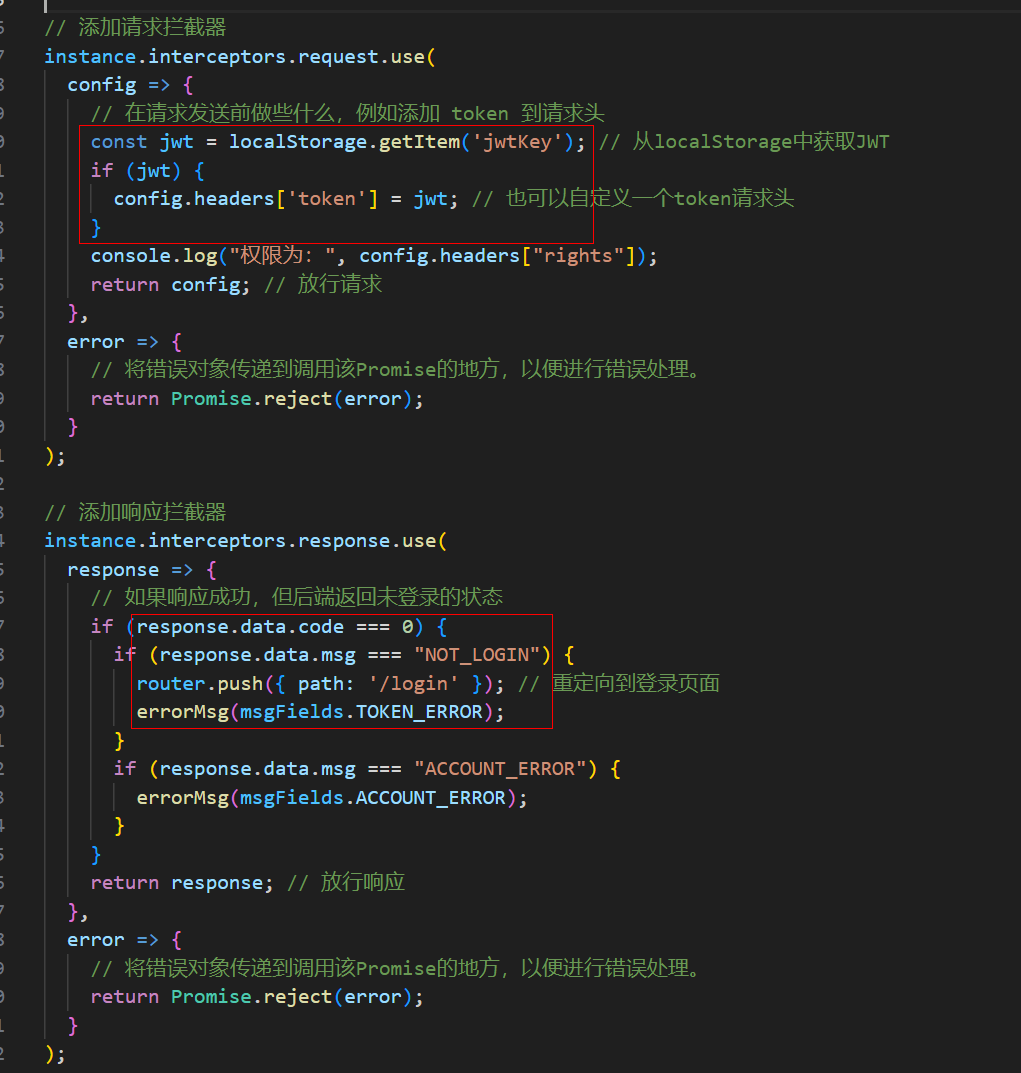 // 添加请求拦截器
instance.interceptors.request.use(
  config => {
    // 在请求发送前做些什么，例如添加 token 到请求头
    const jwt = localStorage.getItem('jwtKey'); // 从localStorage中获取JWT
    if (jwt) {
      config.headers['token'] = jwt; // 也可以自定义一个token请求头
    }
    console.log("权限为：", config.headers["rights"]);
    return config; // 放行请求
  },
  error => {
    // 将错误对象传递到调用该Promise的地方，以便进行错误处理。
    return Promise.reject(error);
  }
);
// 添加响应拦截器
instance.interceptors.response.use(
  response => {
    // 如果响应成功，但后端返回未登录的状态
    if (response.data.code === 0) {
      if (response.data.msg === "NOT_LOGIN") {
        router.push({ path: '/login' }); // 重定向到登录页面
        errorMsg(msgFields.TOKEN_ERROR);
      }
      if (response.data.msg === "ACCOUNT_ERROR") {
        errorMsg(msgFields.ACCOUNT_ERROR);
      }
    }
    return response; // 放行响应
  },
  error => {
    // 将错误对象传递到调用该Promise的地方，以便进行错误处理。
    return Promise.reject(error);
  }
);